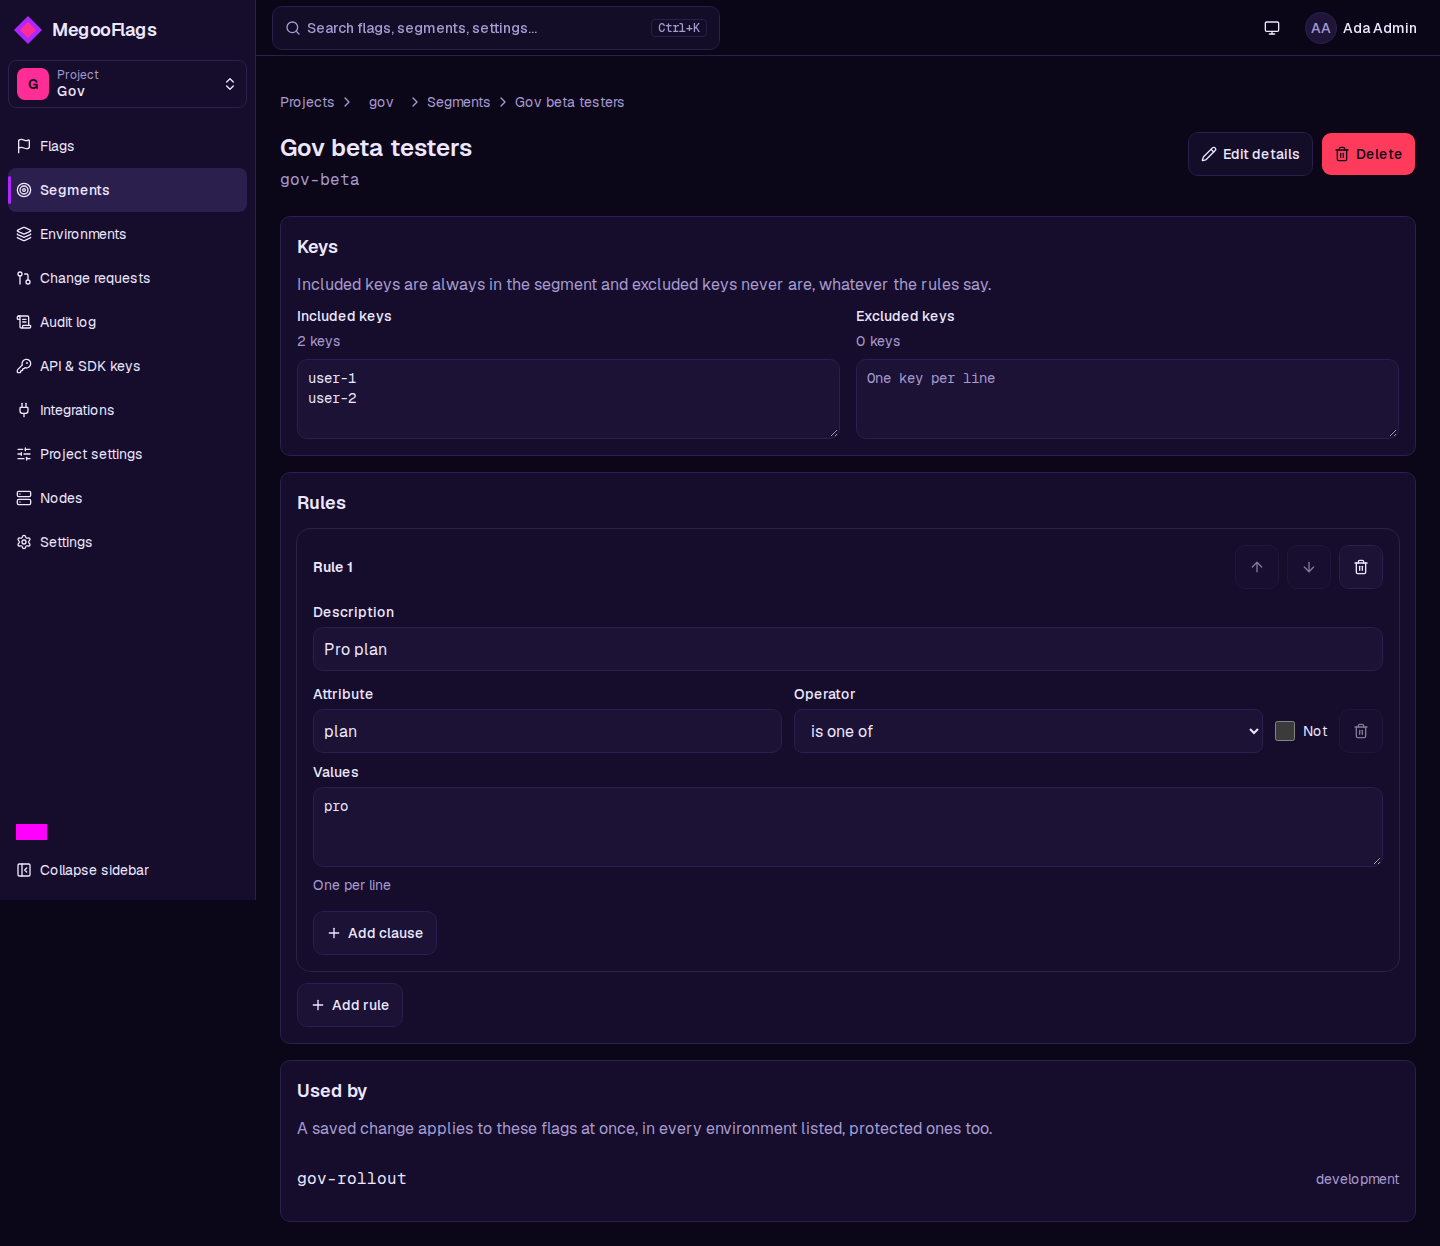 MegooFlags
Search flags, segments, settings...
Ctrl+K
AA
Ada Admin
G
Project
Gov
Flags
Segments
Environments
Change requests
Audit log
API & SDK keys
Integrations
Project settings
Nodes
Settings
Collapse sidebar
Projects
gov
Segments
Gov beta testers
Gov beta testers
gov-beta
Edit details
Delete
Keys
Included keys are always in the segment and excluded keys never are, whatever the rules say.
Included keys
2 keys
user-1
user-2
Excluded keys
0 keys
One key per line
Rules
Rule 1
Description
Pro plan
Attribute
plan
Operator
is one of
Not
Values
pro
One per line
Add clause
Add rule
Used by
A saved change applies to these flags at once, in every environment listed, protected ones too.
gov-rollout
development